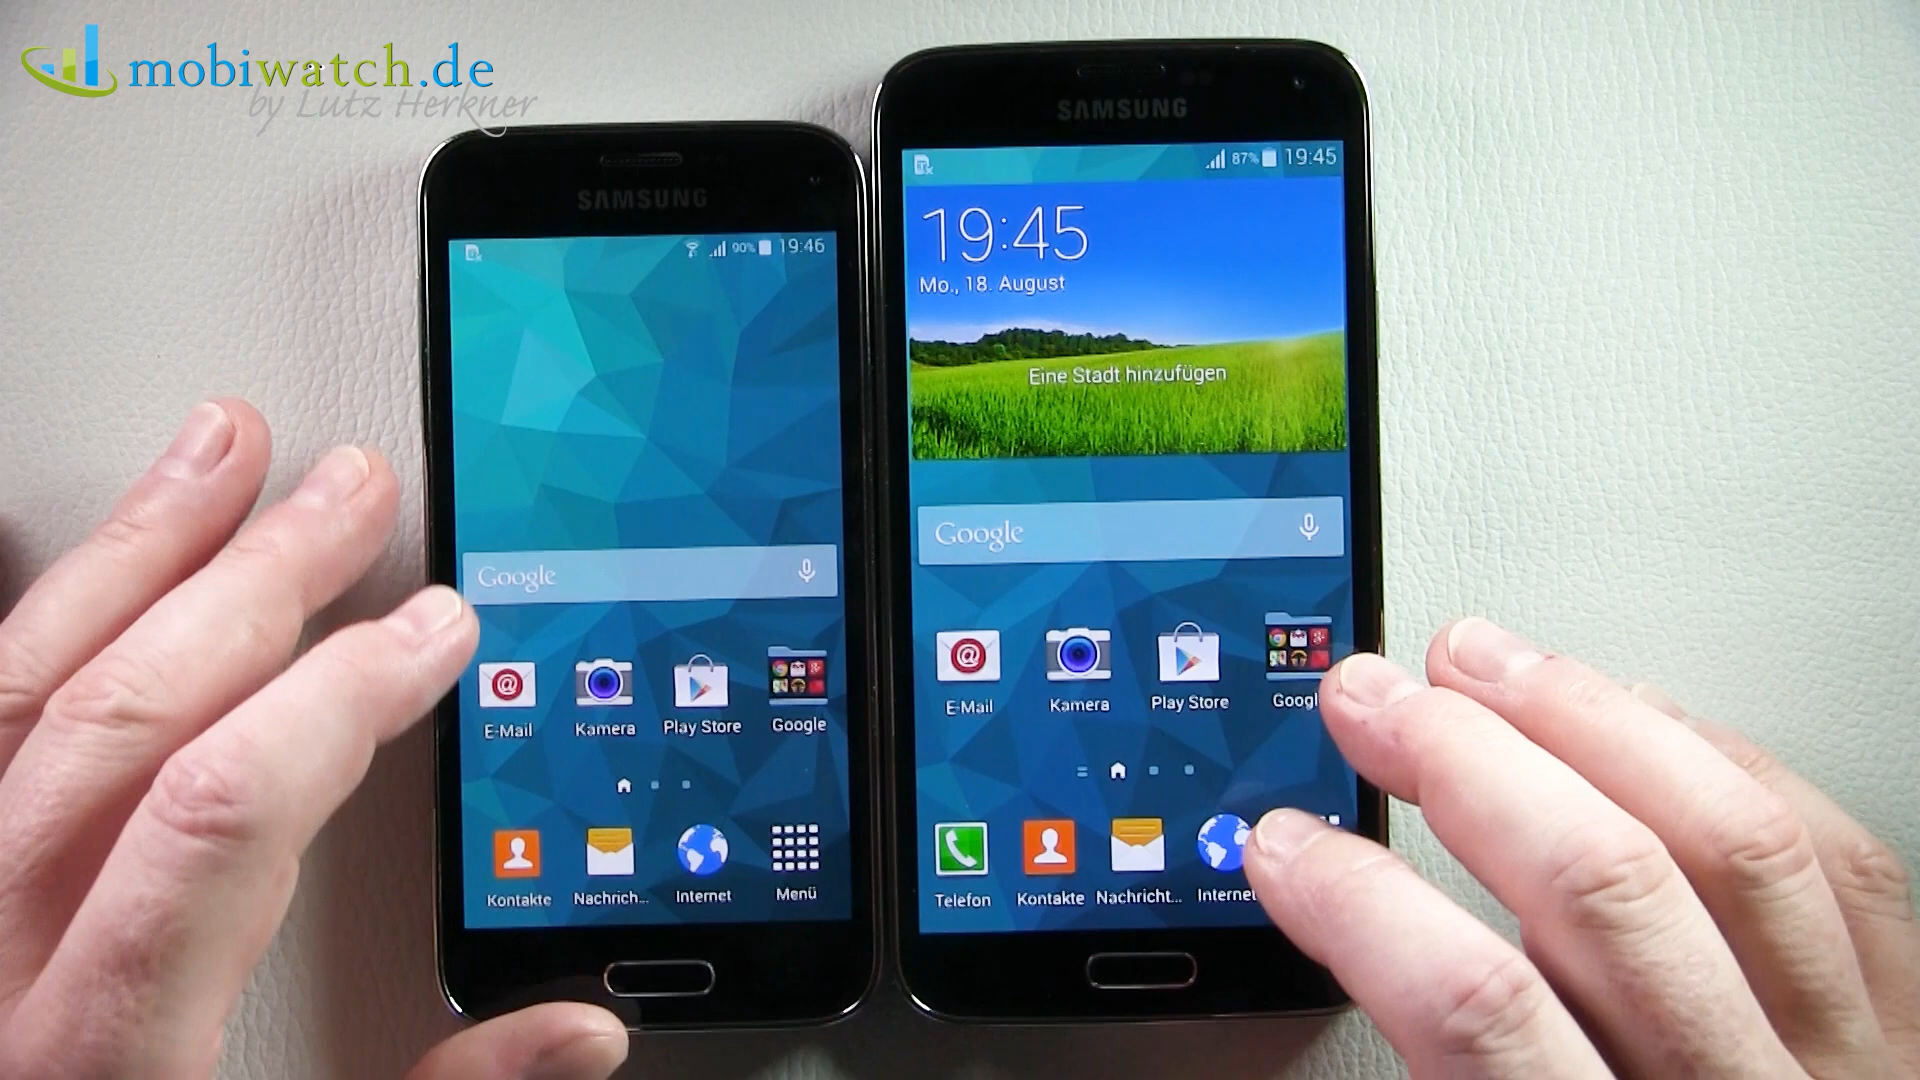 mobiwatch.de
by Lutz Herkner
SAMSUNG
90% 19:46
Google
E-Mail Kamera Play Store Google
Kontakte Nachrich... Internet Menü
SAMSUNG
87% 19:45
19:45
Mo., 18. August
Eine Stadt hinzufügen
Google
E-Mail Kamera Play Store Googl
Telefon Kontakte Nachricht... Internet